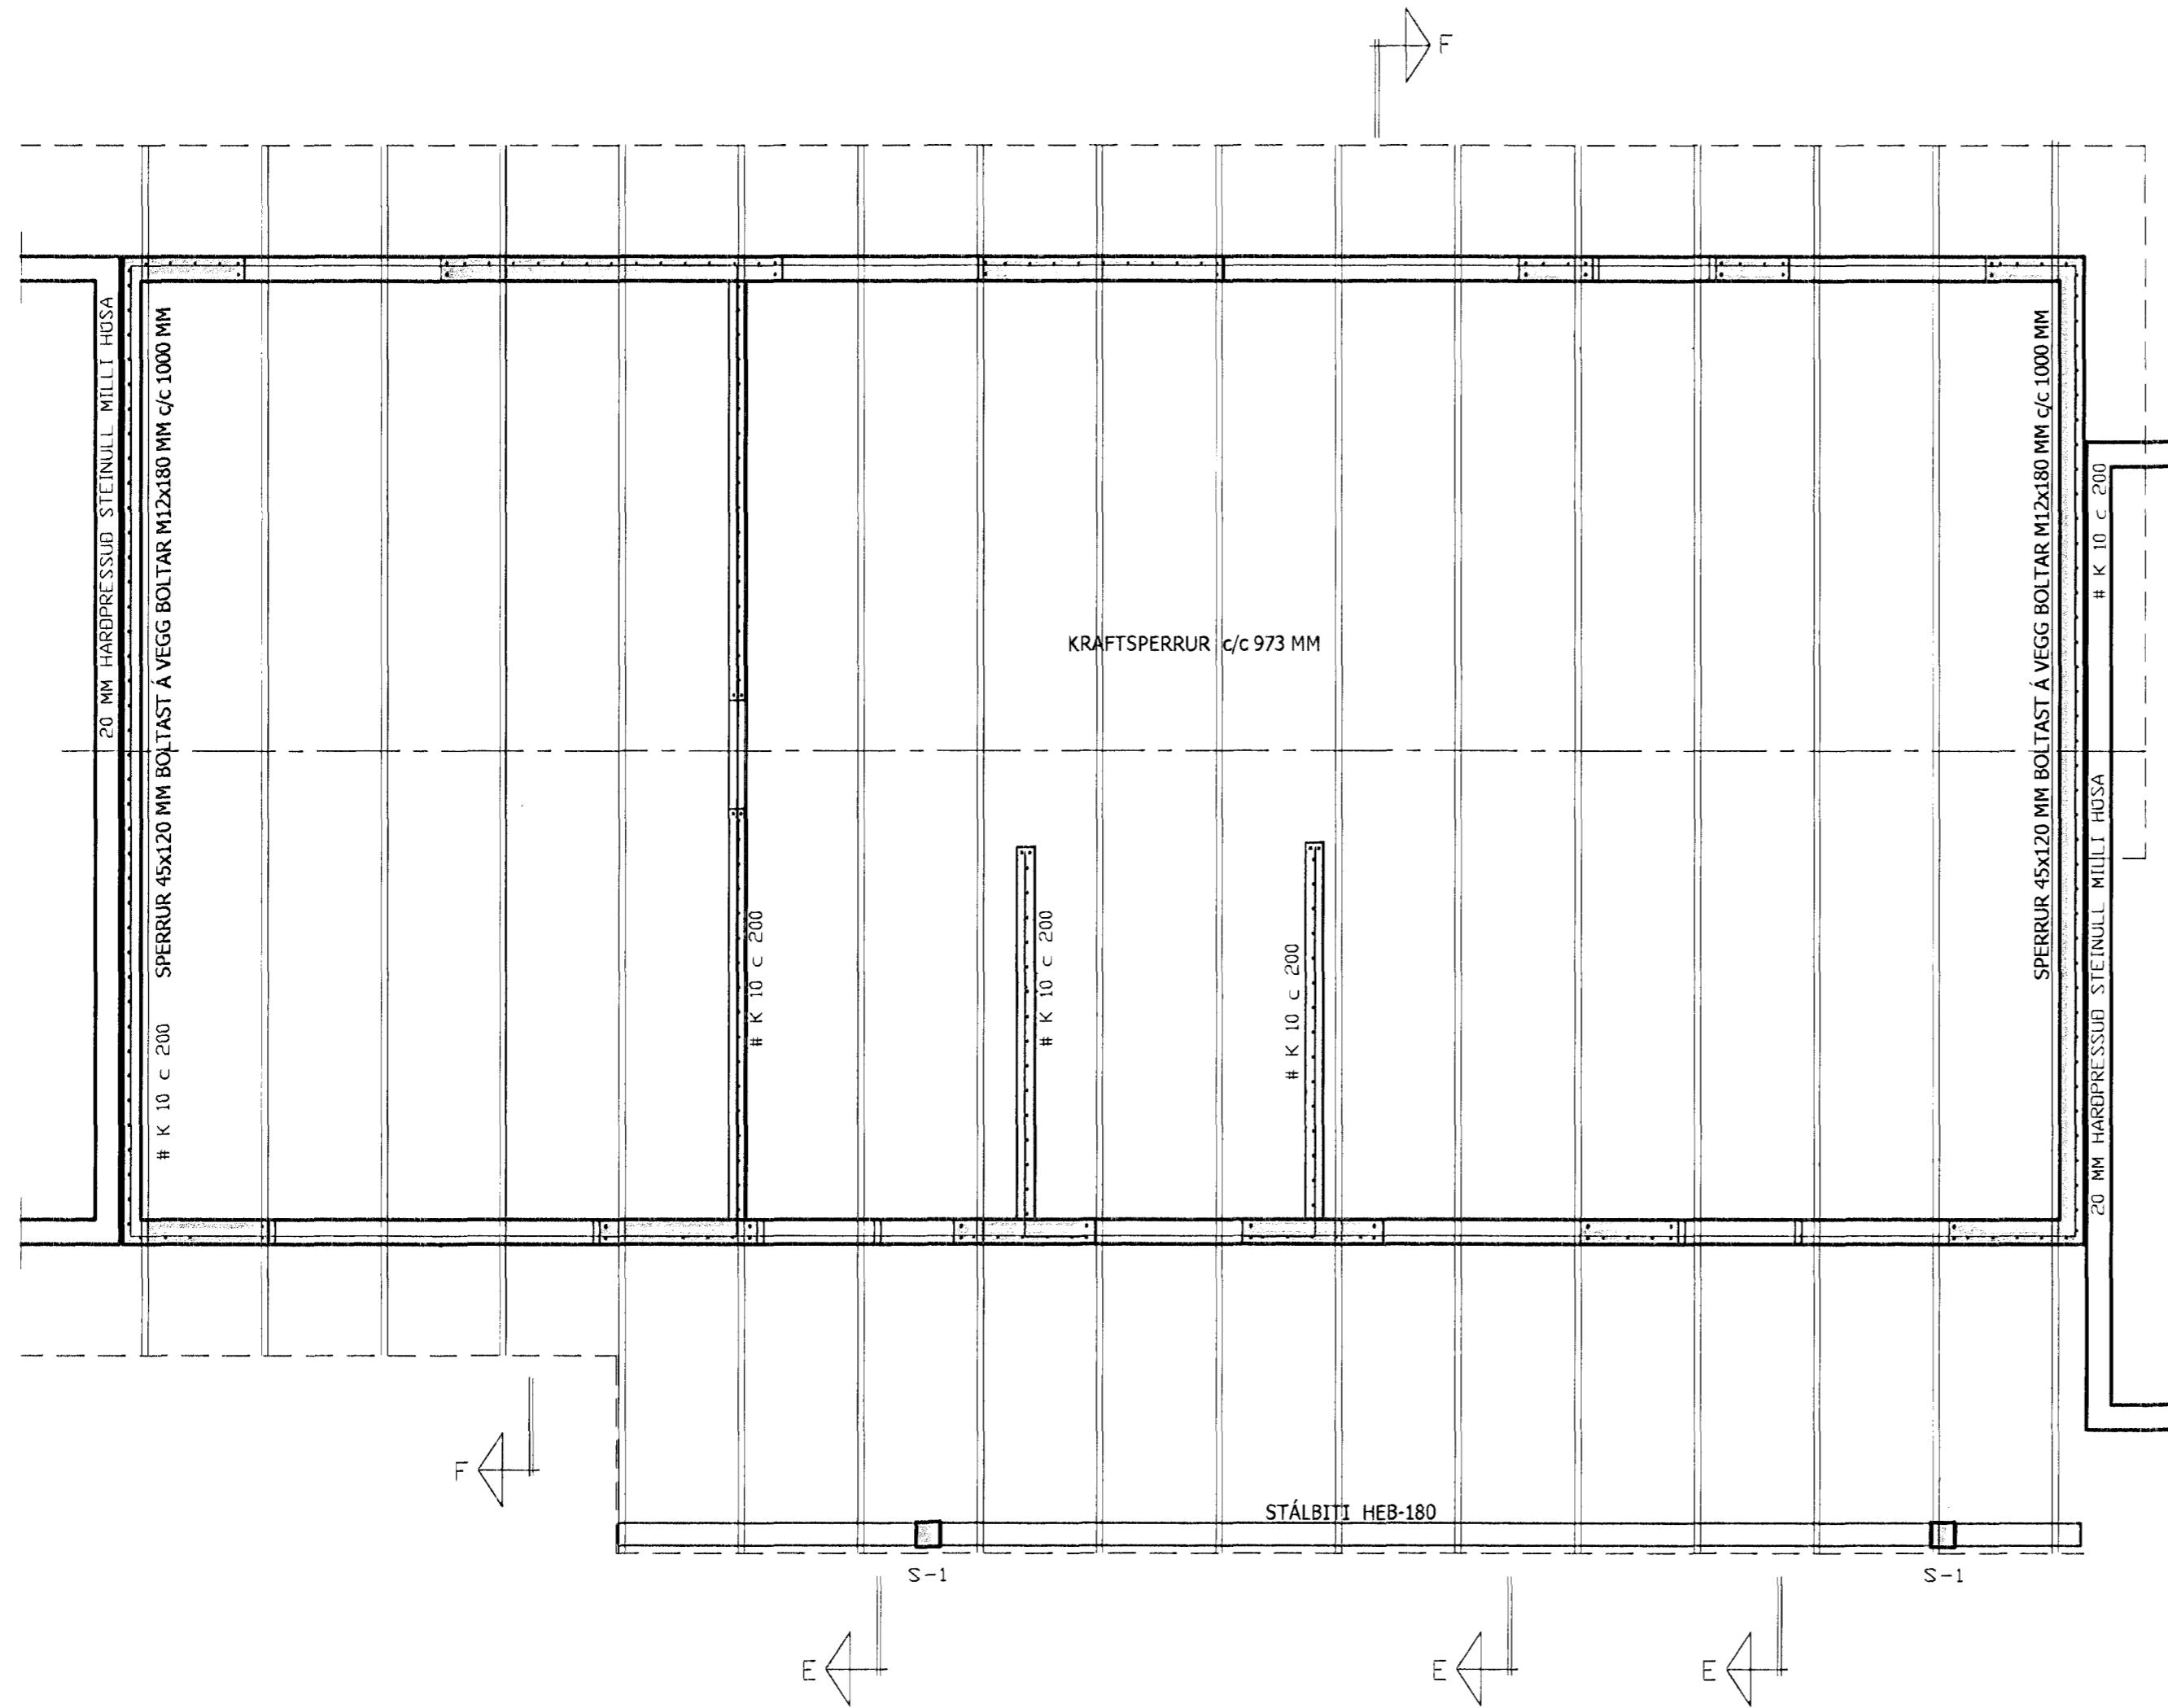 F
20 MM HARÐPRESSUÐ STEINULL MILLI HÚSA
SPERRUR 45x120 MM BOLTAST Á VEGG BOLTAR M12x180 MM c/c 1000 MM
# K 10 c 200
KRAFTSPERRUR c/c 973 MM
# K 10 c 200
# K 10 c 200
# K 10 c 200
SPERRUR 45x120 MM BOLTAST Á VEGG BOLTAR M12x180 MM c/c 1000 MM
# K 10 c 200
20 MM HARÐPRESSUÐ STEINULL MILLI HÚSA
F
STÁLBITI HEB-180
S-1
S-1
E
E
E